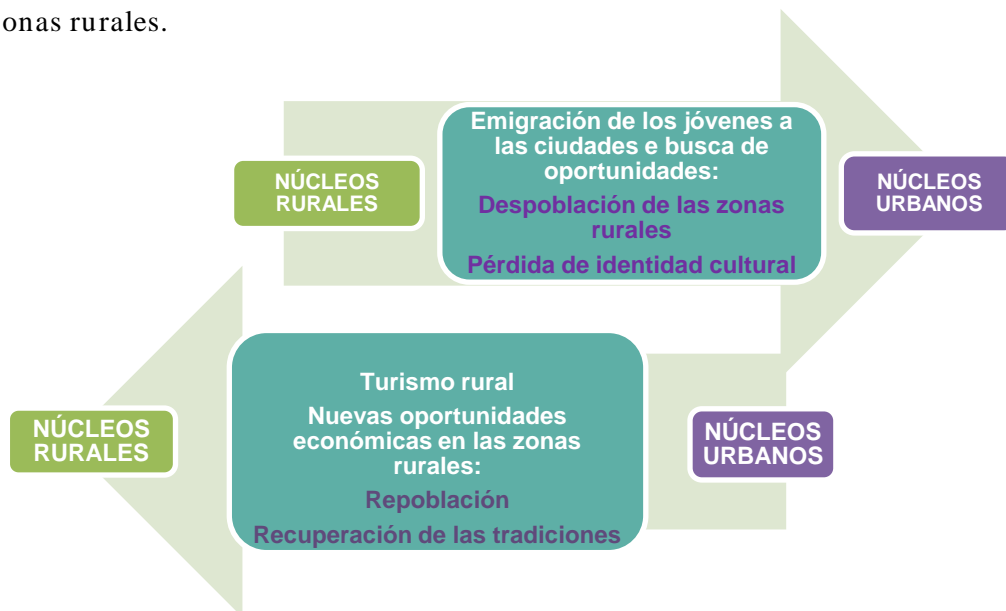 onas rurales.
NÚCLEOS
RURALES
Emigración de los jóvenes a
las ciudades e busca de
oportunidades:
Despoblación de las zonas
rurales
Pérdida de identidad cultural
NÚCLEOS
URBANOS
NÚCLEOS
RURALES
Turismo rural
Nuevas oportunidades
económicas en las zonas
rurales:
Repoblación
Recuperación de las tradiciones
NÚCLEOS
URBANOS